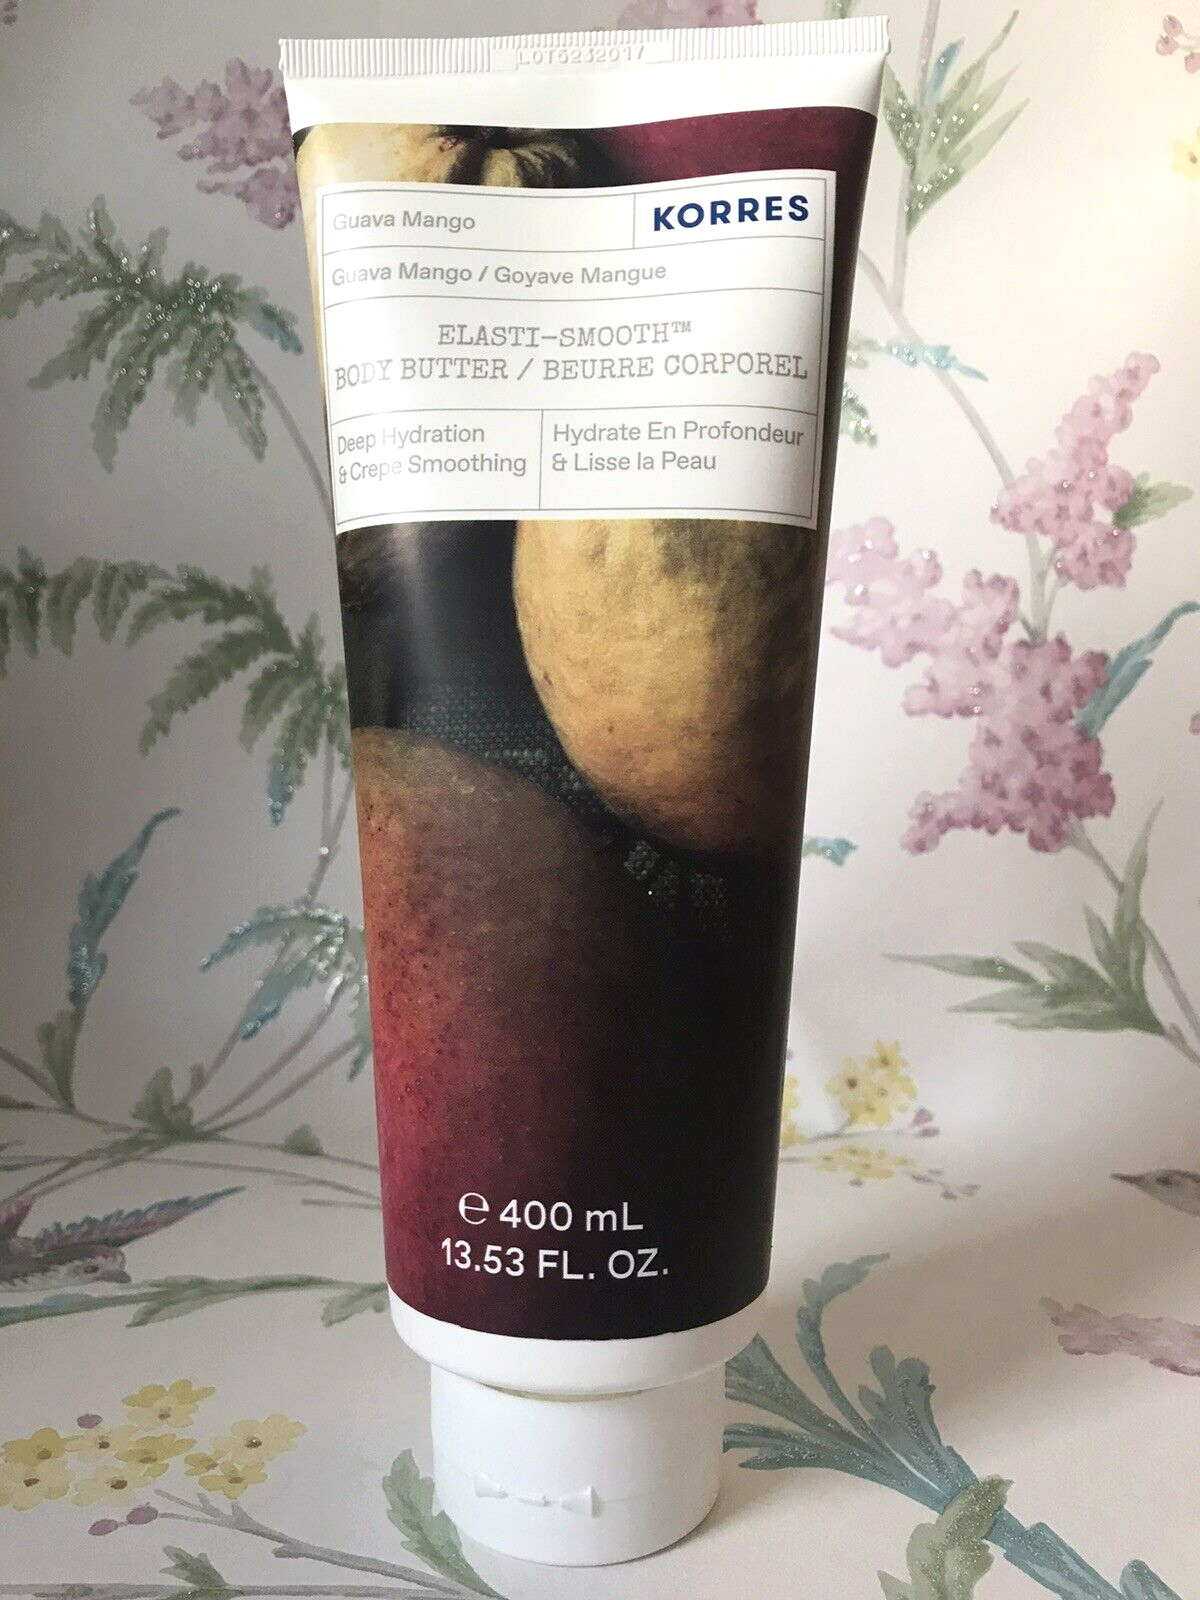 LOT5232017
Guava Mango
KORRES
Guava Mango / Goyave Mangue
ELASTI-SMOOTH™
BODY BUTTER / BEURRE CORPOREL
Deep Hydration
& Crepe Smoothing
Hydrate En Profondeur
& Lisse la Peau
℮ 400 mL
13.53 FL. OZ.